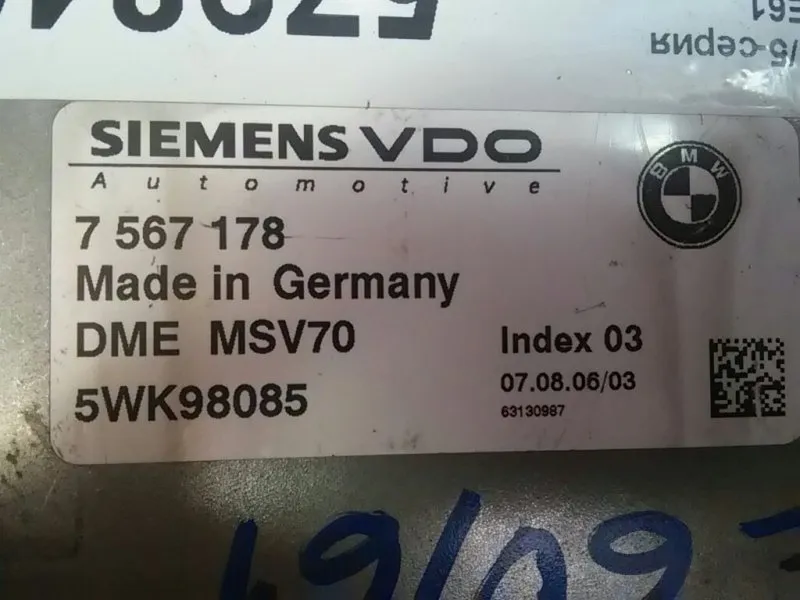 E61
/5-серия
SIEMENS VDO
Automotive
BMW
7 567 178
Made in Germany
DME MSV70
Index 03
5WK98085
07.08.06/03
63130987